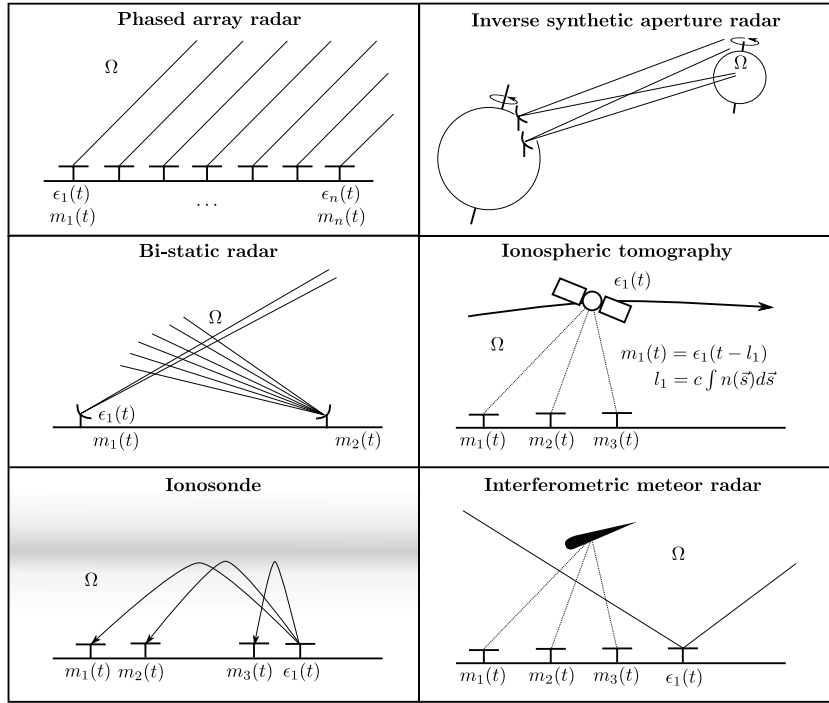 Phased array radar
Ω
ϵ₁(t)
m₁(t)
...
ϵₙ(t)
mₙ(t)
Inverse synthetic aperture radar
Ω
Bi-static radar
Ω
ϵ₁(t)
m₁(t)
m₂(t)
Ionospheric tomography
ϵ₁(t)
Ω
m₁(t) = ϵ₁(t − l₁)
l₁ = c ∫ n(s⃗)ds⃗
m₁(t) m₂(t) m₃(t)
Ionosonde
Ω
m₁(t) m₂(t) m₃(t) ϵ₁(t)
Interferometric meteor radar
Ω
m₁(t) m₂(t) m₃(t) ϵ₁(t)